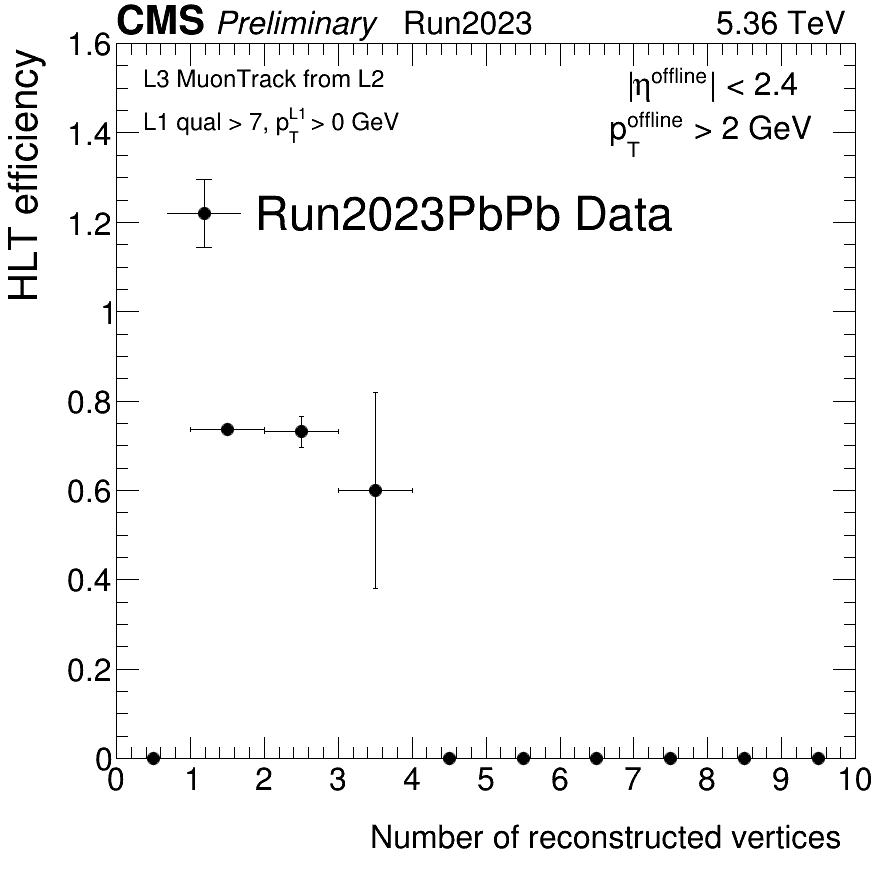 CMS Preliminary Run2023 5.36 TeV
HLT efficiency
1.6
1.4
1.2
1
0.8
0.6
0.4
0.2
0
L3 MuonTrack from L2
L1 qual > 7, p_T^L1 > 0 GeV
|η^offline| < 2.4
p_T^offline > 2 GeV
Run2023PbPb Data
0 1 2 3 4 5 6 7 8 9 10
Number of reconstructed vertices